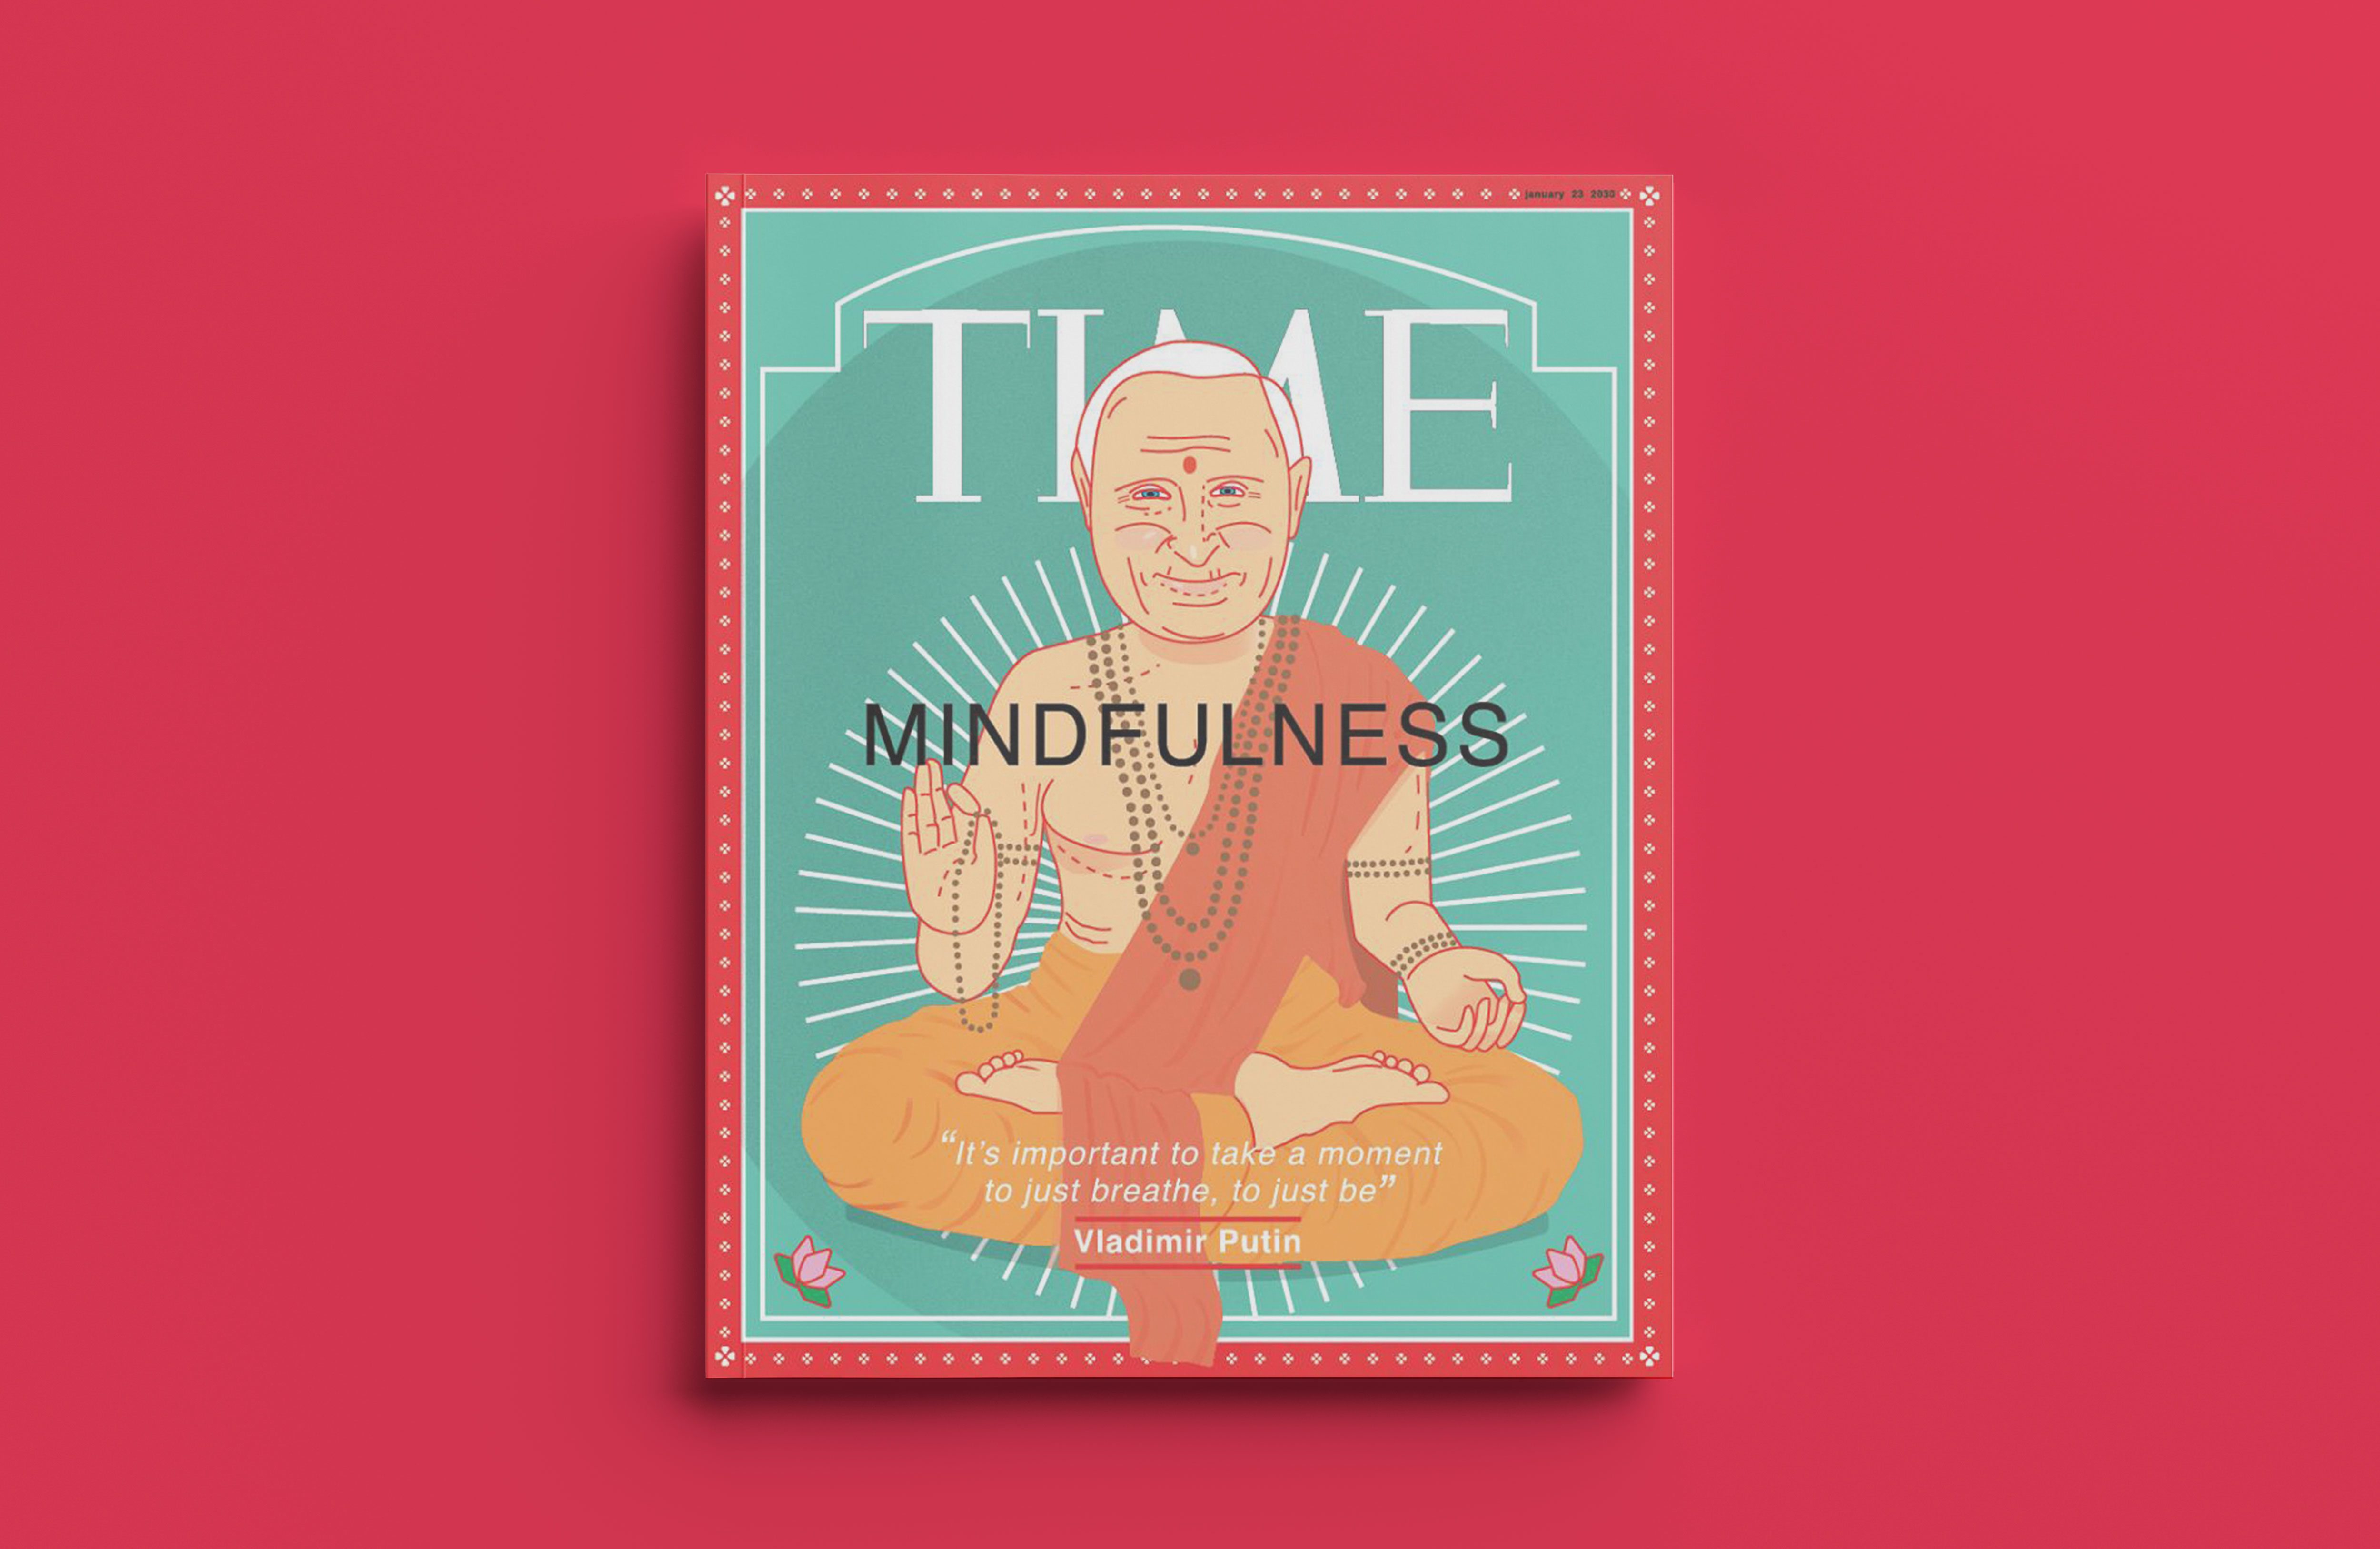 january 23 2030
TIME
MINDFULNESS
“It's important to take a moment
to just breathe, to just be”
Vladimir Putin